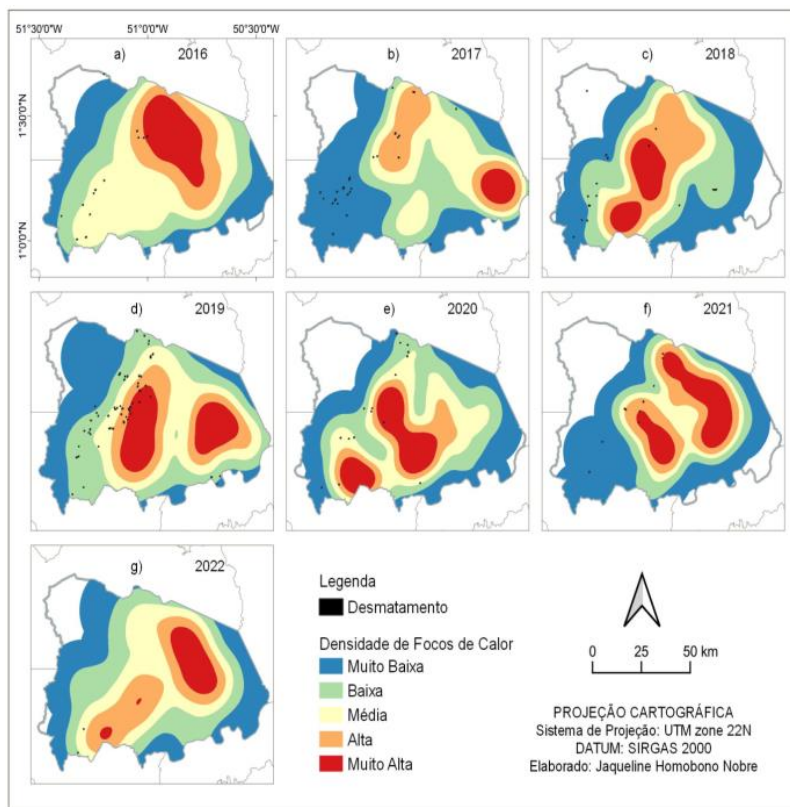 51°30'0"W 51°0'0"W 50°30'0"W
a) 2016
b) 2017
c) 2018
1°30'0"N
1°0'0"N
d) 2019
e) 2020
f) 2021
g) 2022
Legenda
Desmatamento
Densidade de Focos de Calor
Muito Baixa
Baixa
Média
Alta
Muito Alta
0 25 50 km
PROJEÇÃO CARTOGRÁFICA
Sistema de Projeção: UTM zone 22N
DATUM: SIRGAS 2000
Elaborado: Jaqueline Homobono Nobre